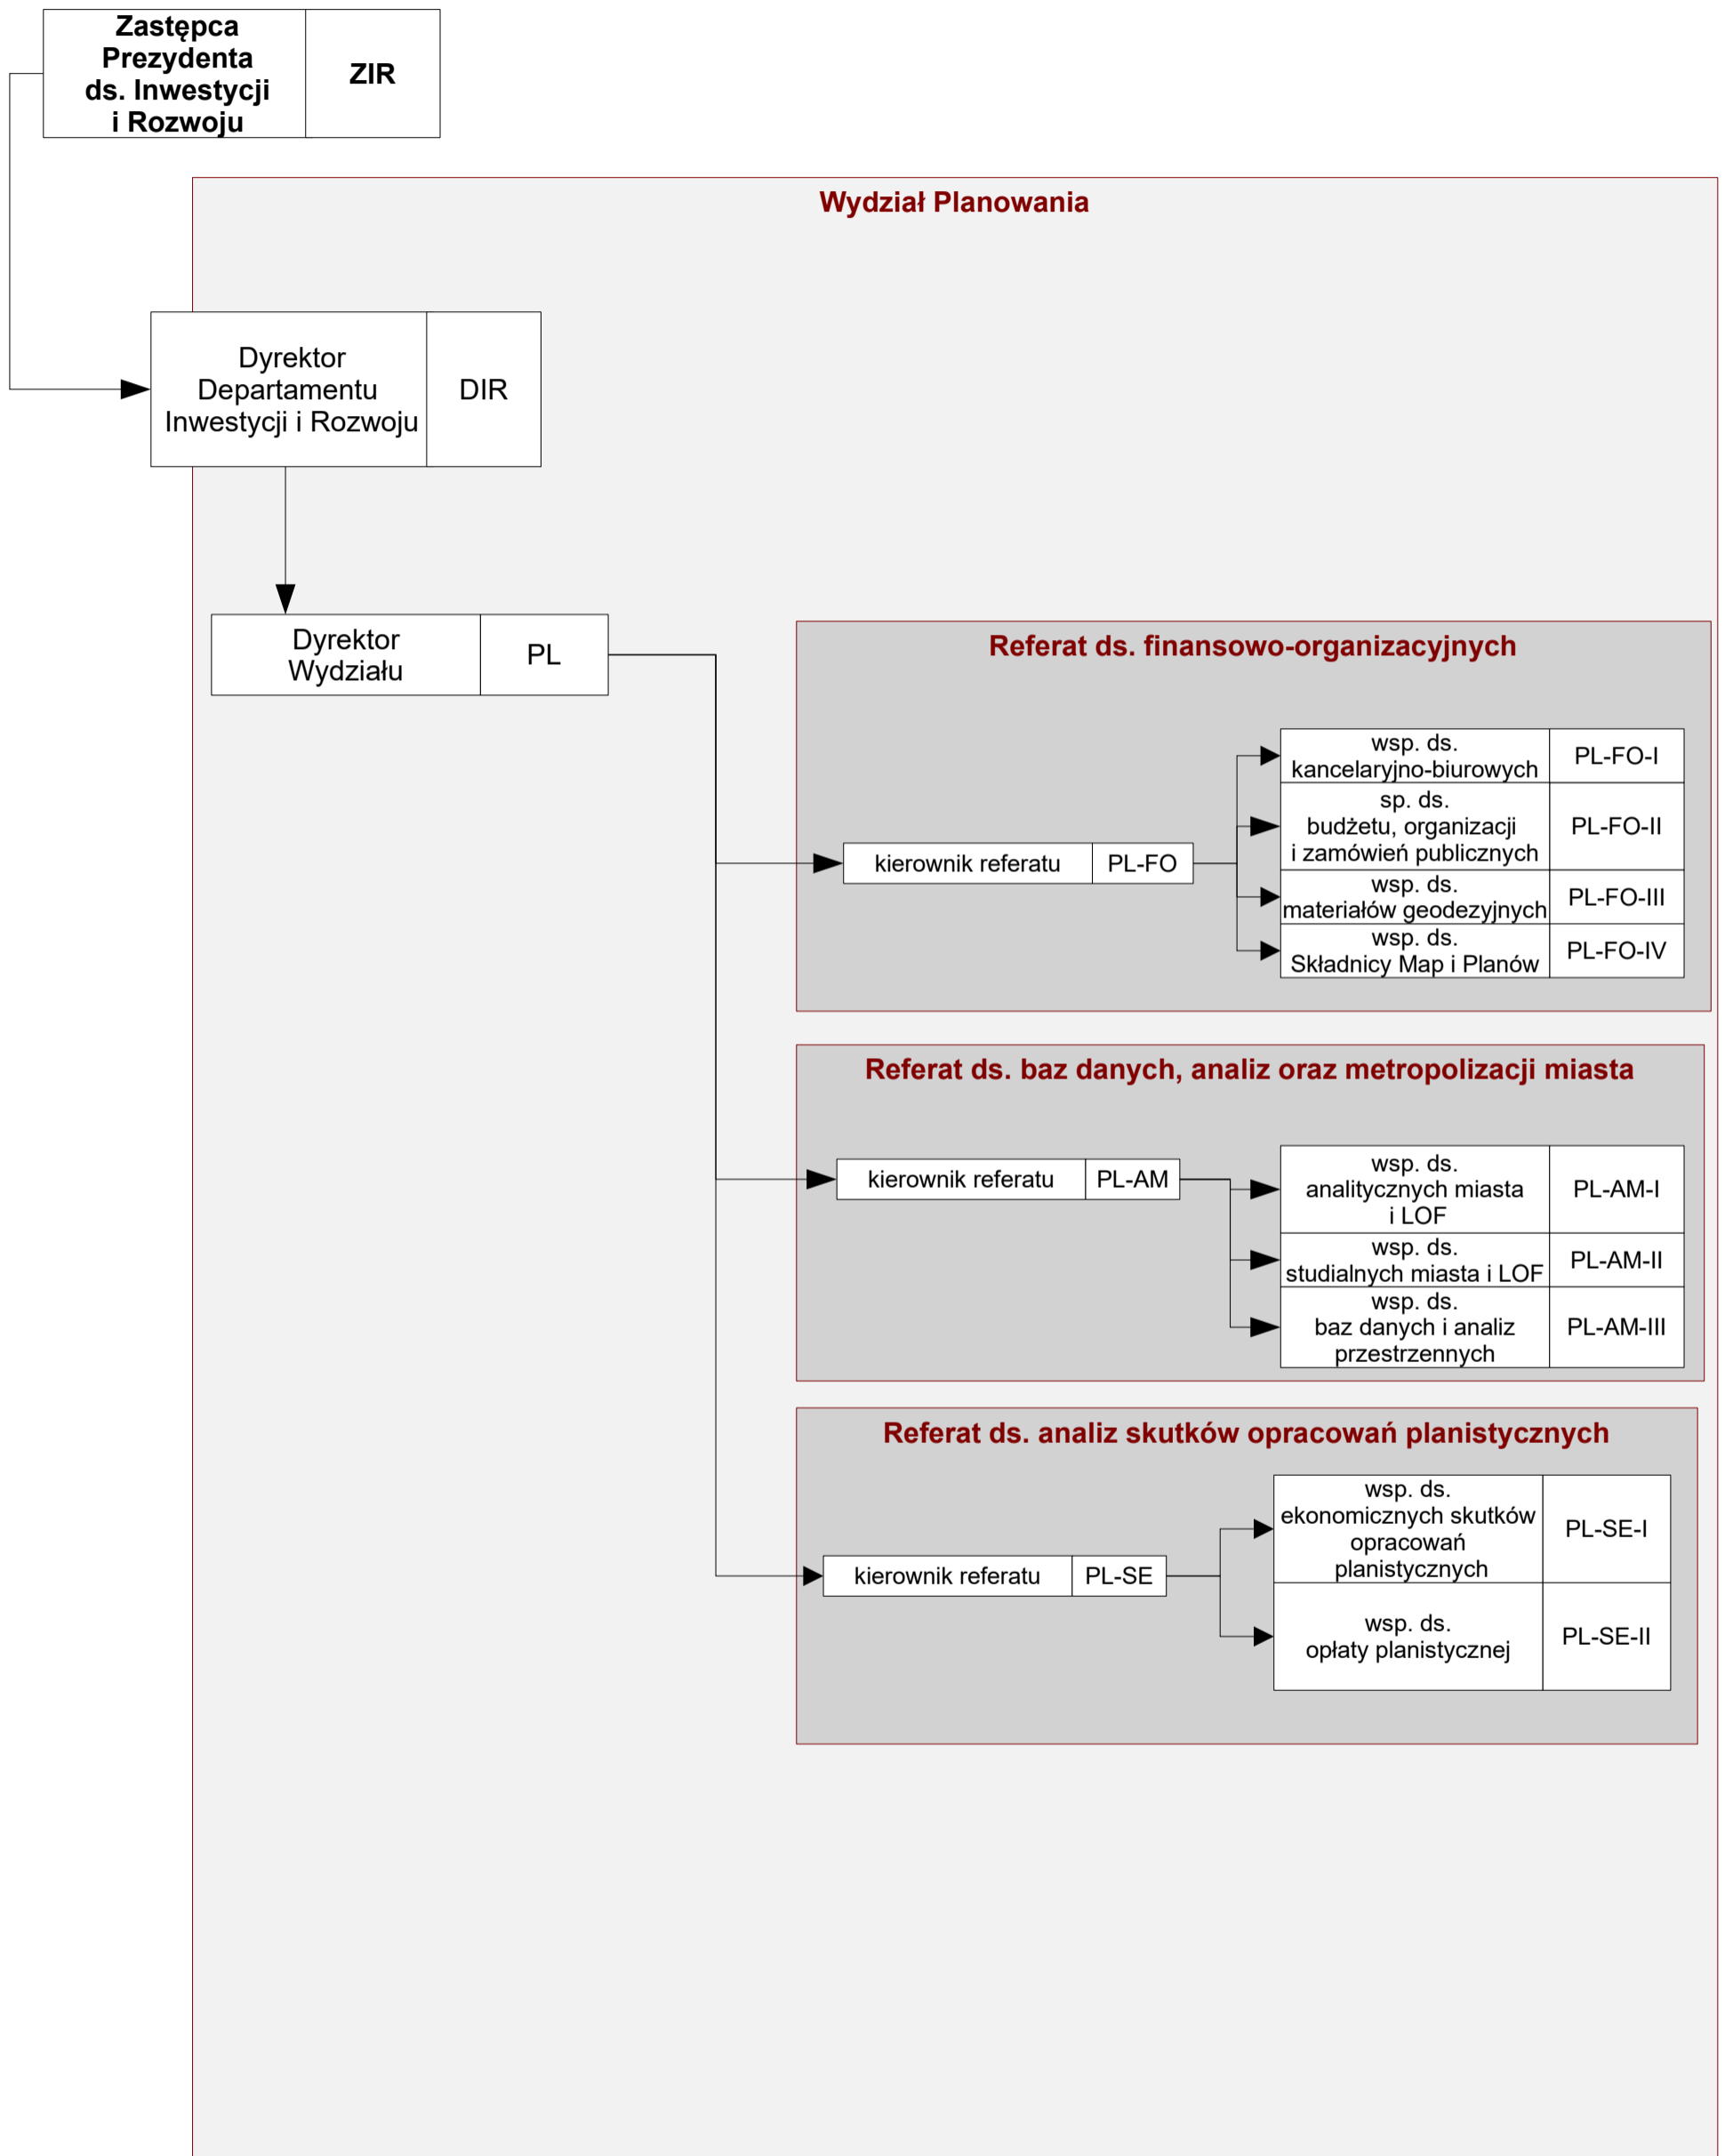 Zastępca
Prezydenta
ds. Inwestycji
i Rozwoju
ZIR
Wydział Planowania
Dyrektor
Departamentu
Inwestycji i Rozwoju
DIR
Dyrektor
Wydziału
PL
Referat ds. finansowo-organizacyjnych
kierownik referatu
PL-FO
wsp. ds.
kancelaryjno-biurowych
PL-FO-I
sp. ds.
budżetu, organizacji
i zamówień publicznych
PL-FO-II
wsp. ds.
materiałów geodezyjnych
PL-FO-III
wsp. ds.
Składnicy Map i Planów
PL-FO-IV
Referat ds. baz danych, analiz oraz metropolizacji miasta
kierownik referatu
PL-AM
wsp. ds.
analitycznych miasta
i LOF
PL-AM-I
wsp. ds.
studialnych miasta i LOF
PL-AM-II
wsp. ds.
baz danych i analiz
przestrzennych
PL-AM-III
Referat ds. analiz skutków opracowań planistycznych
kierownik referatu
PL-SE
wsp. ds.
ekonomicznych skutków
opracowań
planistycznych
PL-SE-I
wsp. ds.
opłaty planistycznej
PL-SE-II